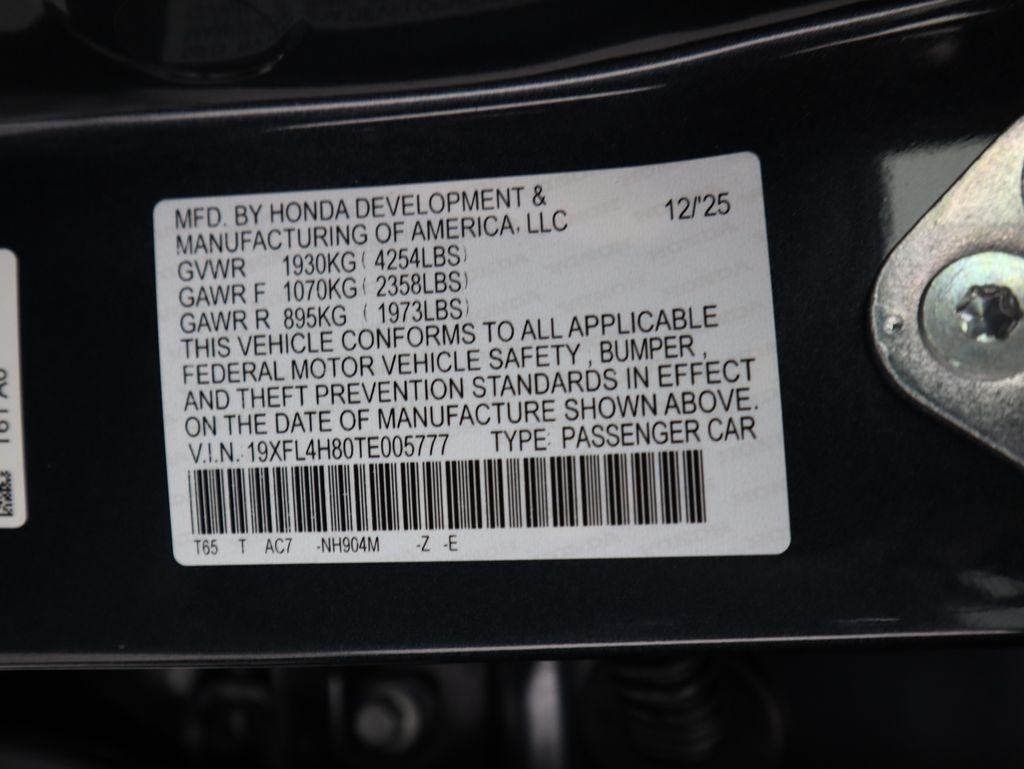 MFD. BY HONDA DEVELOPMENT &
MANUFACTURING OF AMERICA, LLC
12/'25
GVWR 1930KG ( 4254LBS)
GAWR F 1070KG ( 2358LBS)
GAWR R 895KG ( 1973LBS)
THIS VEHICLE CONFORMS TO ALL APPLICABLE
FEDERAL MOTOR VEHICLE SAFETY , BUMPER ,
AND THEFT PREVENTION STANDARDS IN EFFECT
ON THE DATE OF MANUFACTURE SHOWN ABOVE.
V.I.N. 19XFL4H80TE005777 TYPE: PASSENGER CAR
T65 T AC7 -NH904M -Z -E